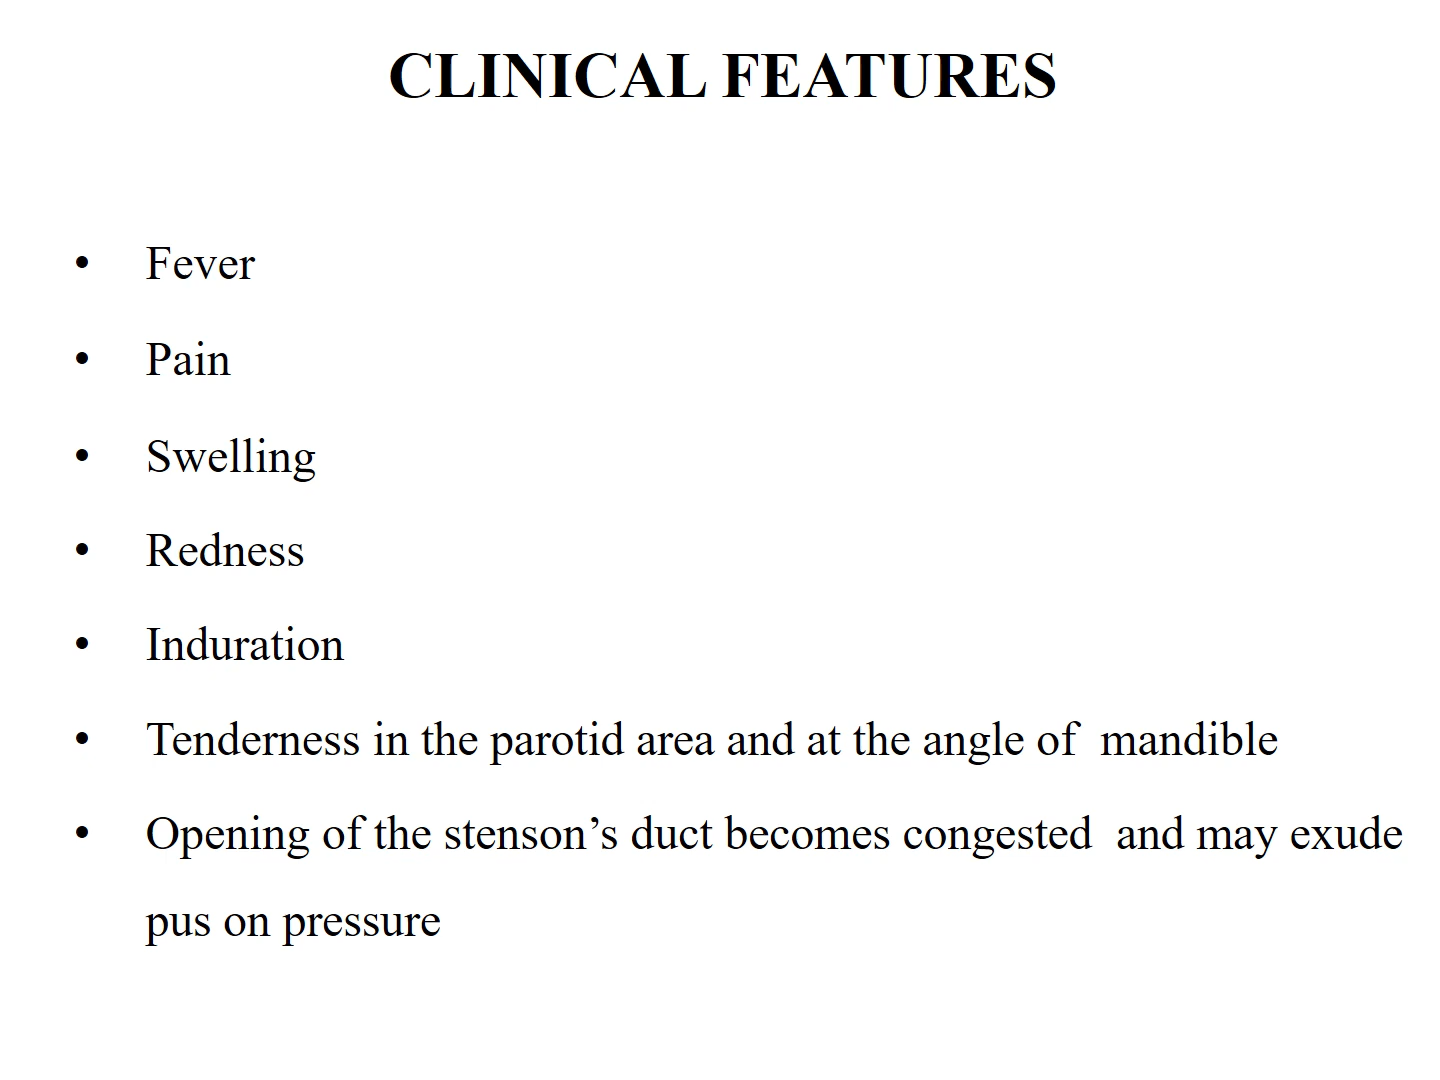 CLINICAL FEATURES
• Fever
• Pain
• Swelling
• Redness
• Induration
• Tenderness in the parotid area and at the angle of  mandible
• Opening of the stenson’s duct becomes congested  and may exude
pus on pressure